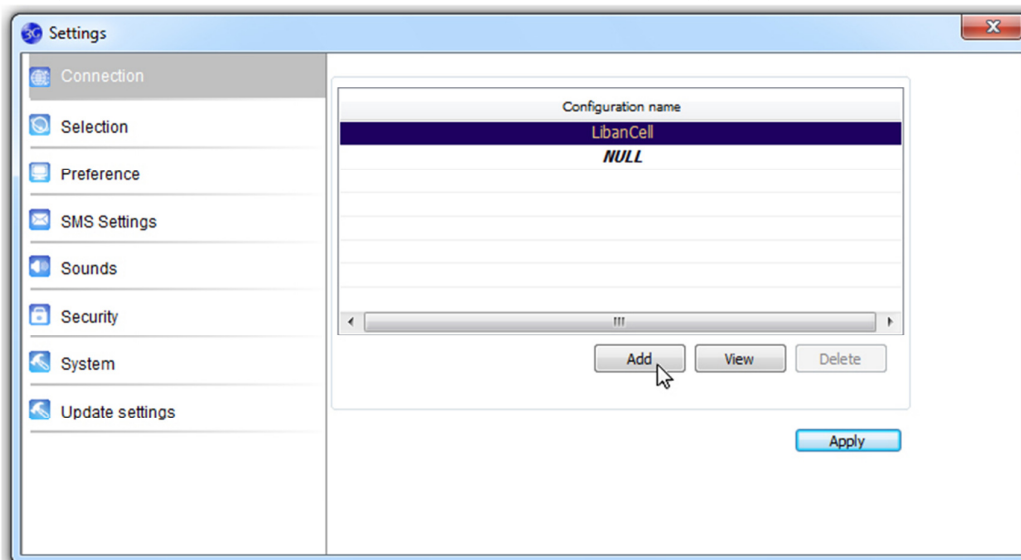 3G Settings
Connection
Selection
Preference
SMS Settings
Sounds
Security
System
Update settings
Configuration name
LibanCell
NULL
Add
View
Delete
Apply